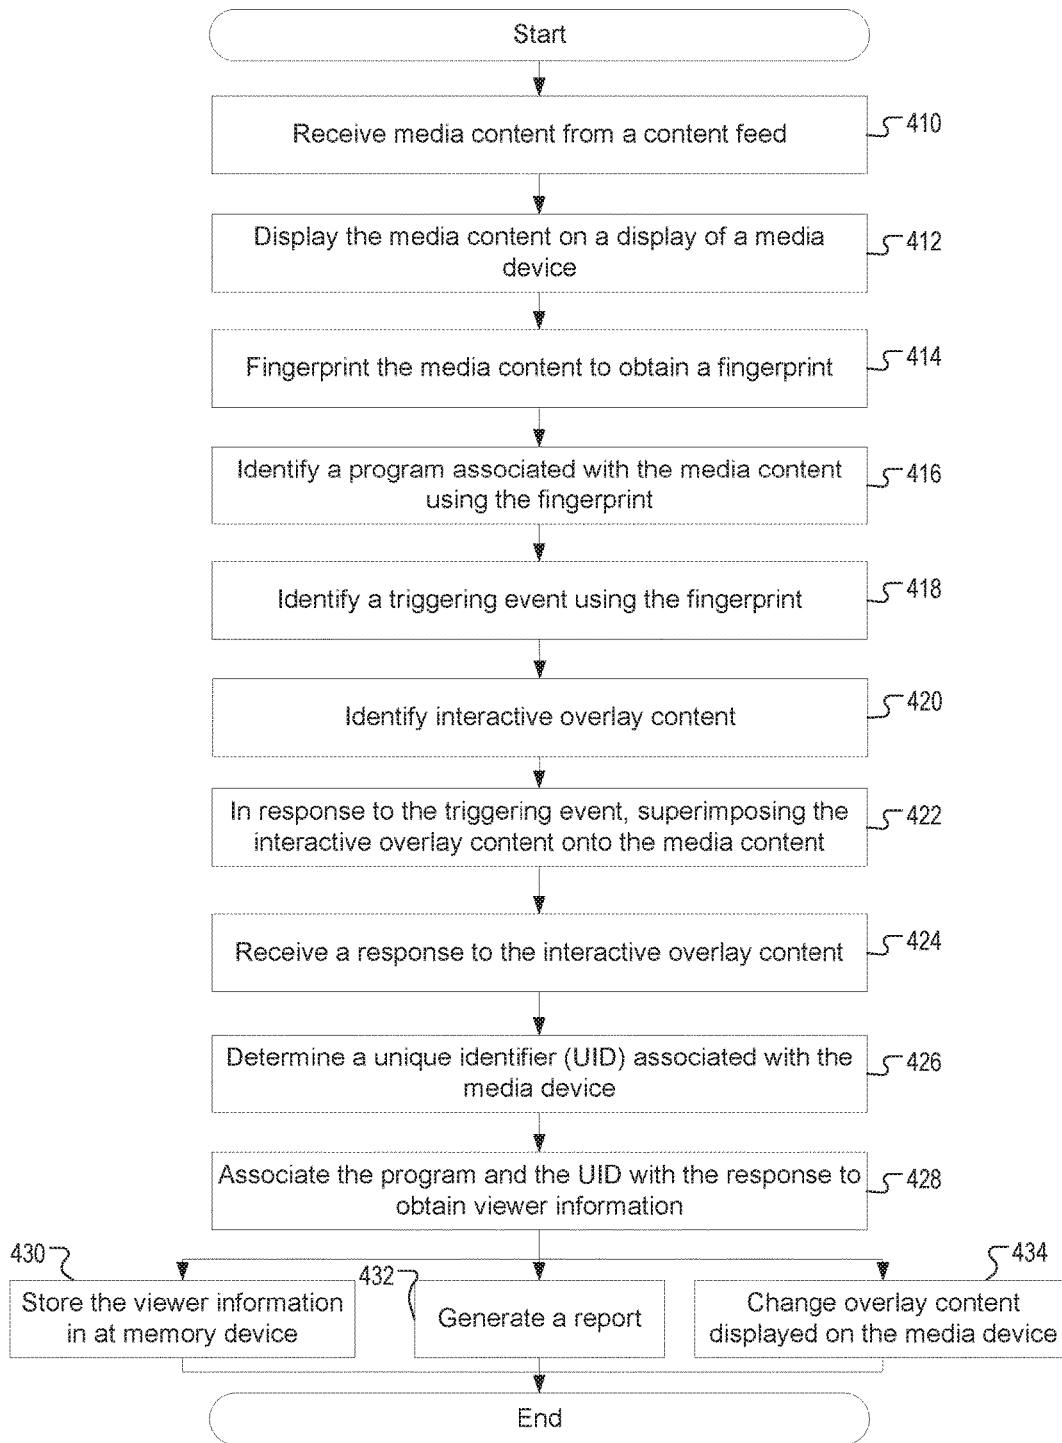 Start
Receive media content from a content feed
410
Display the media content on a display of a media
device
412
Fingerprint the media content to obtain a fingerprint
414
Identify a program associated with the media content
using the fingerprint
416
Identify a triggering event using the fingerprint
418
Identify interactive overlay content
420
In response to the triggering event, superimposing the
interactive overlay content onto the media content
422
Receive a response to the interactive overlay content
424
Determine a unique identifier (UID) associated with the
media device
426
Associate the program and the UID with the response to
obtain viewer information
428
430
Store the viewer information
in at memory device
432
Generate a report
434
Change overlay content
displayed on the media device
End